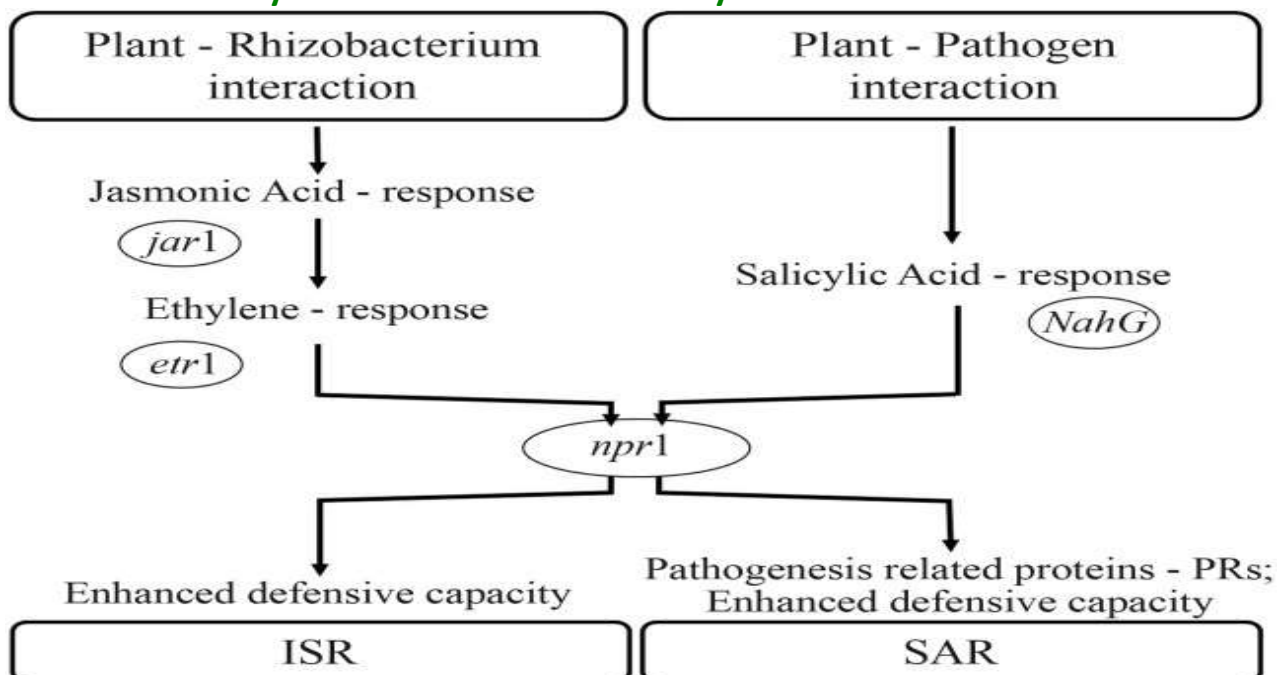 Plant - Rhizobacterium
interaction
Plant - Pathogen
interaction
Jasmonic Acid - response
jar1
Ethylene - response
etr1
Salicylic Acid - response
NahG
npr1
Enhanced defensive capacity
Pathogenesis related proteins - PRs;
Enhanced defensive capacity
ISR
SAR